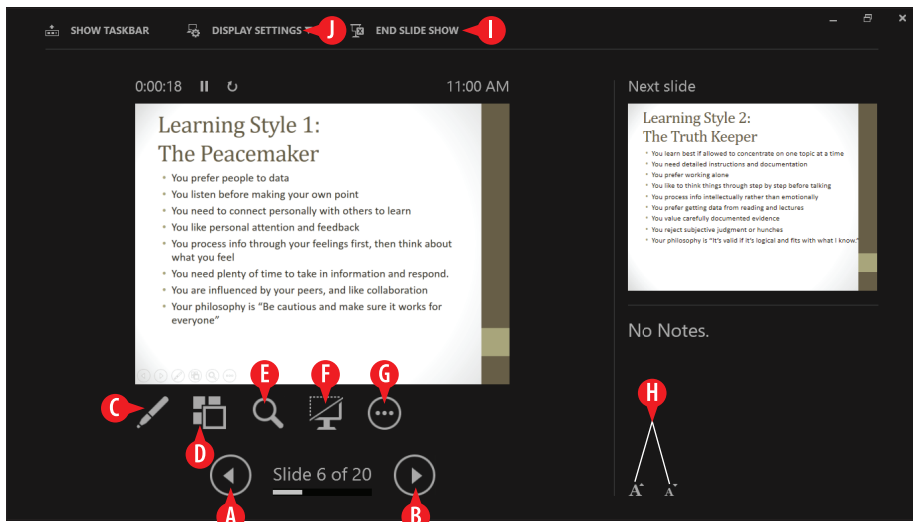 SHOW TASKBAR
DISPLAY SETTINGS
J
END SLIDE SHOW
I
0:00:18
11:00 AM
Learning Style 1:
The Peacemaker
• You prefer people to data
• You listen before making your own point
• You need to connect personally with others to learn
• You like personal attention and feedback
• You process info through your feelings first, then think about
what you feel
• You need plenty of time to take in information and respond.
• You are influenced by your peers, and like collaboration
• Your philosophy is “Be cautious and make sure it works for
everyone”
Next slide
Learning Style 2:
The Truth Keeper
• You learn best if allowed to concentrate on one topic at a time
• You need detailed instructions and documentation
• You prefer working alone
• You like to think things through step by step before talking
• You process info intellectually rather than emotionally
• You prefer getting data from reading and lectures
• You value carefully documented evidence
• You reject subjective judgment or hunches
• Your philosophy is “It’s valid if it’s logical and fits with what I know.”
No Notes.
C
D
E
F
G
H
A A
Slide 6 of 20
A
B